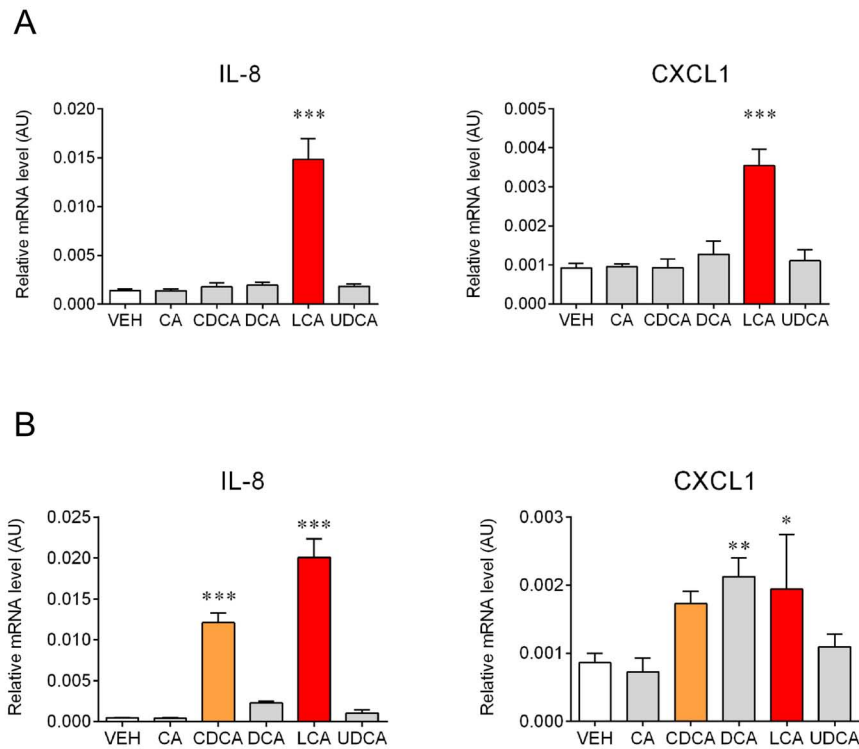 A
IL-8
CXCL1
Relative mRNA level (AU)
0.020
0.015
0.010
0.005
0.000
***
VEH CA CDCA DCA LCA UDCA
Relative mRNA level (AU)
0.005
0.004
0.003
0.002
0.001
0.000
***
VEH CA CDCA DCA LCA UDCA
B
IL-8
CXCL1
Relative mRNA level (AU)
0.025
0.020
0.015
0.010
0.005
0.000
***
***
VEH CA CDCA DCA LCA UDCA
Relative mRNA level (AU)
0.003
0.002
0.001
0.000
**
*
VEH CA CDCA DCA LCA UDCA